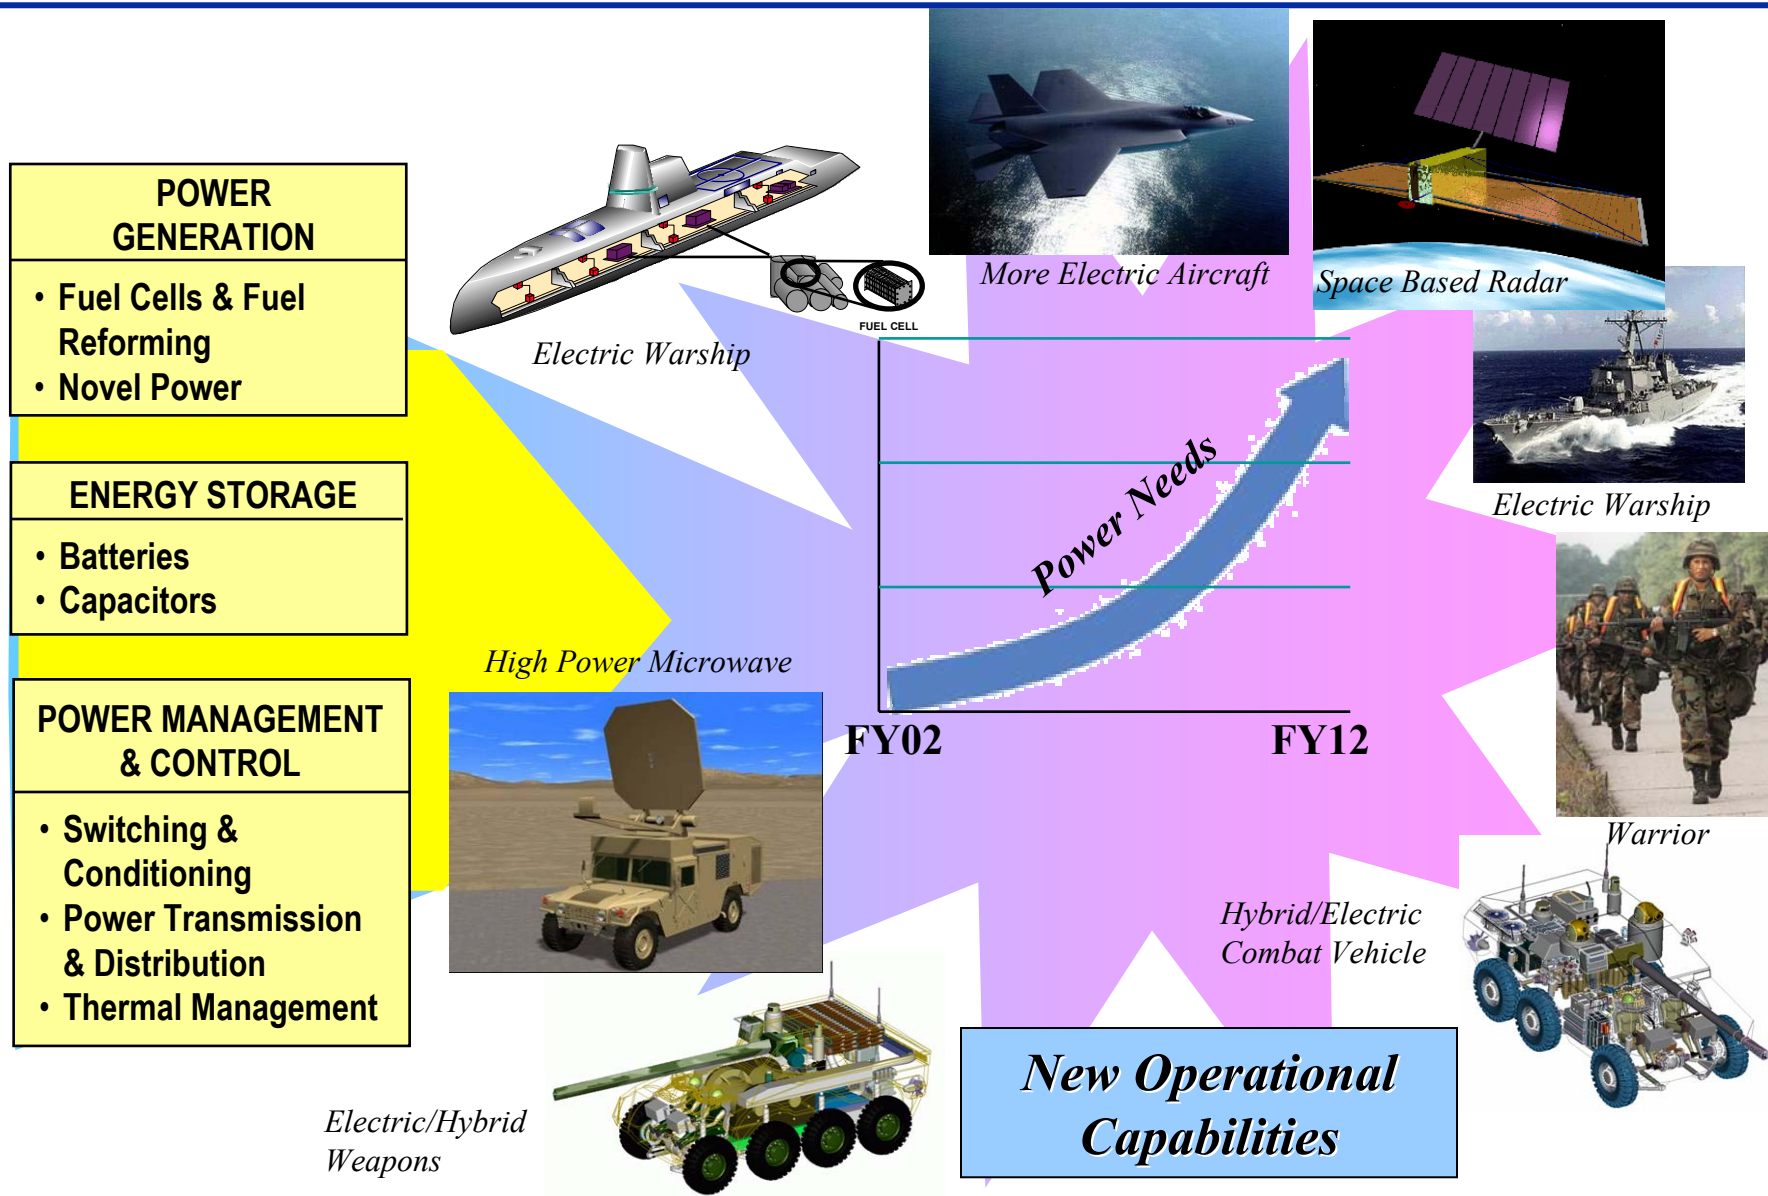 POWER
GENERATION
• Fuel Cells & Fuel
Reforming
• Novel Power
ENERGY STORAGE
• Batteries
• Capacitors
POWER MANAGEMENT
& CONTROL
• Switching &
Conditioning
• Power Transmission
& Distribution
• Thermal Management
FUEL CELL
Electric Warship
More Electric Aircraft
Space Based Radar
Electric Warship
Power Needs
FY02
FY12
High Power Microwave
Warrior
Hybrid/Electric
Combat Vehicle
Electric/Hybrid
Weapons
New Operational
Capabilities